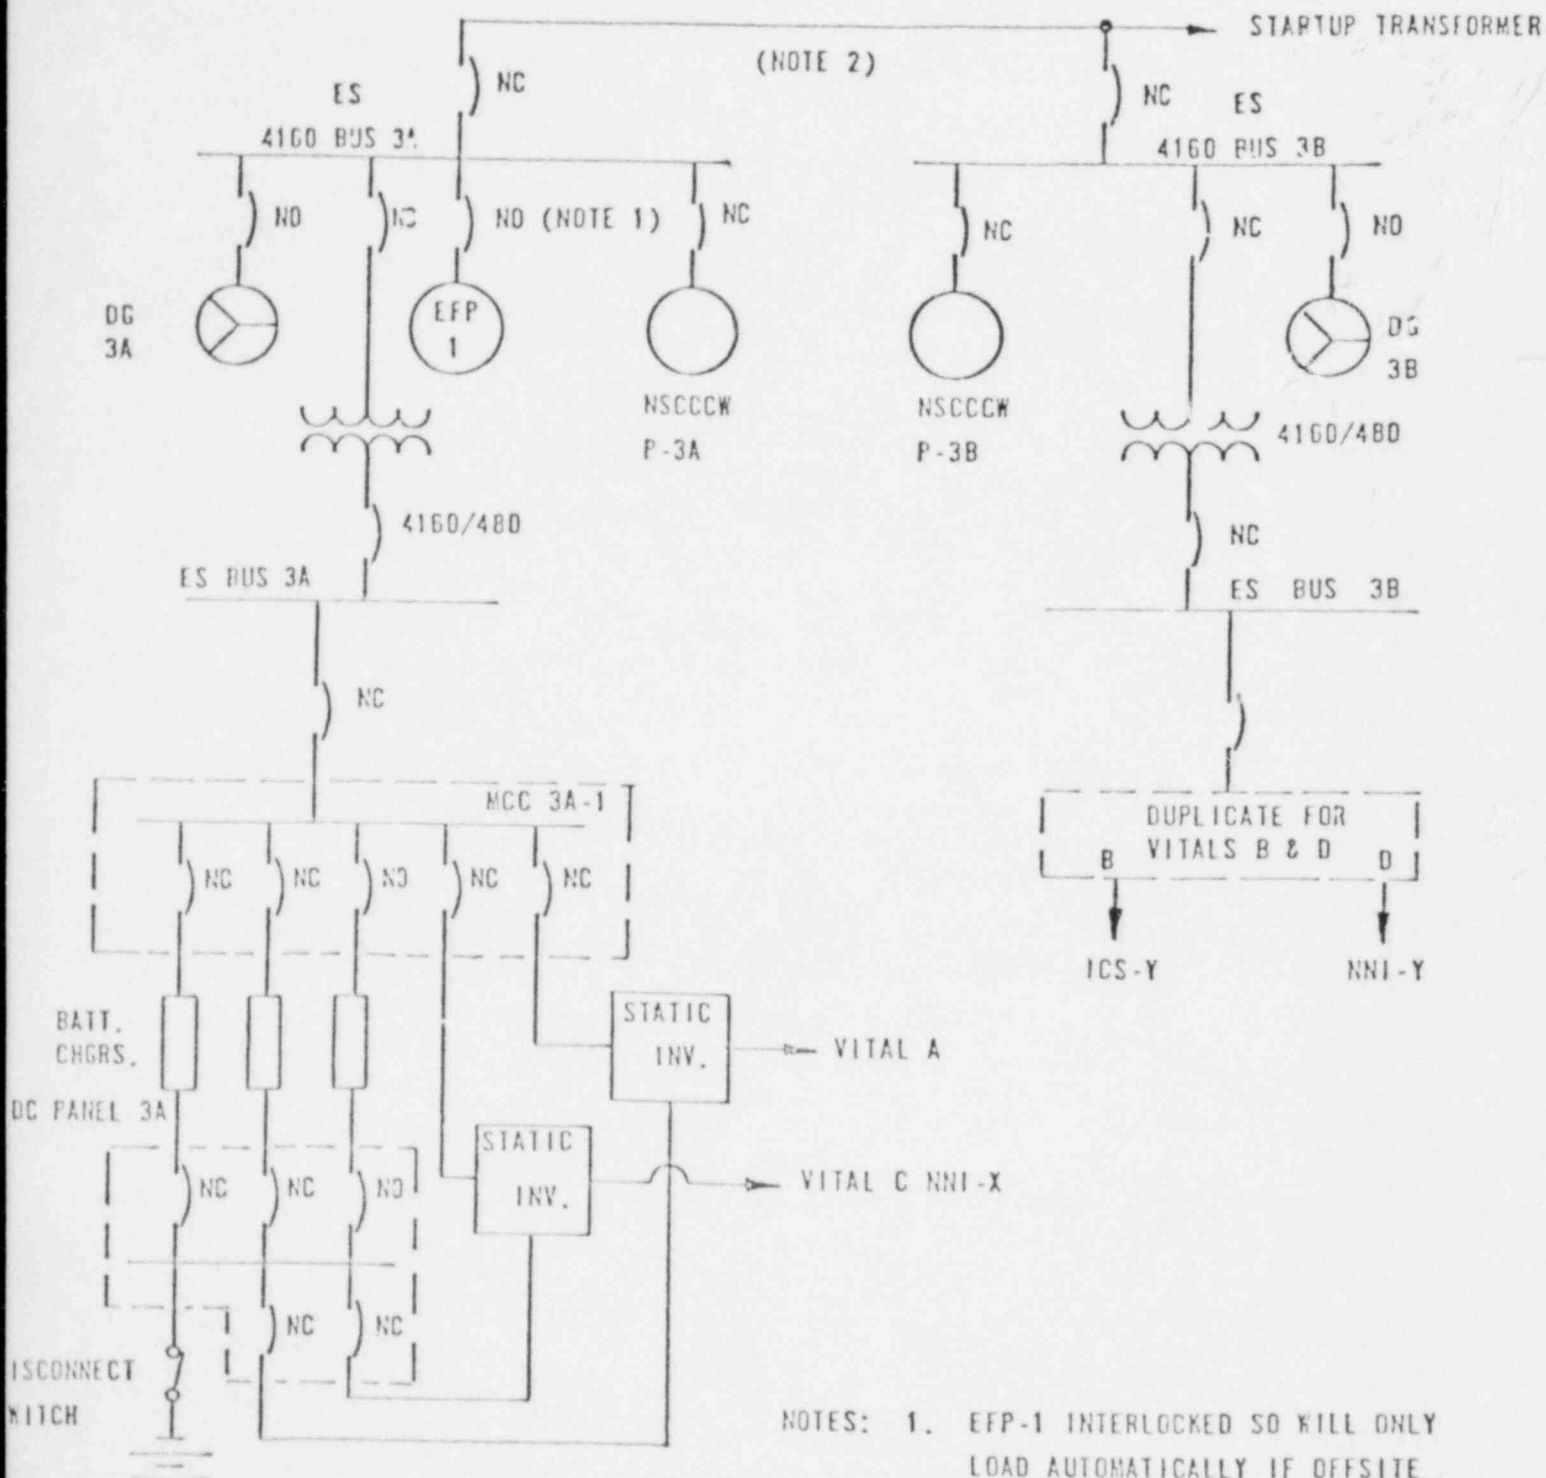 STARTUP TRANSFORMER
(NOTE 2)
NC
NC
ES
4160 BUS 3A
ES
4160 BUS 3B
NO
NC
NO (NOTE 1)
NC
NC
NC
NO
DG
3A
EFP
1
DG
3B
NSCCCW
P-3A
NSCCCW
P-3B
4160/480
4160/480
NC
ES BUS 3A
ES BUS 3B
NC
MCC 3A-1
DUPLICATE FOR
VITALS B & D
B
D
NC
NC
NO
NC
NC
ICS-Y
NNI-Y
BATT.
CHGRS.
STATIC
INV.
VITAL A
DC PANEL 3A
STATIC
INV.
VITAL C NNI-X
NC
NC
NO
NC
NC
ISCONNECT
WITCH
NOTES: 1. EFP-1 INTERLOCKED SO WILL ONLY
LOAD AUTOMATICALLY IF OFFSITE